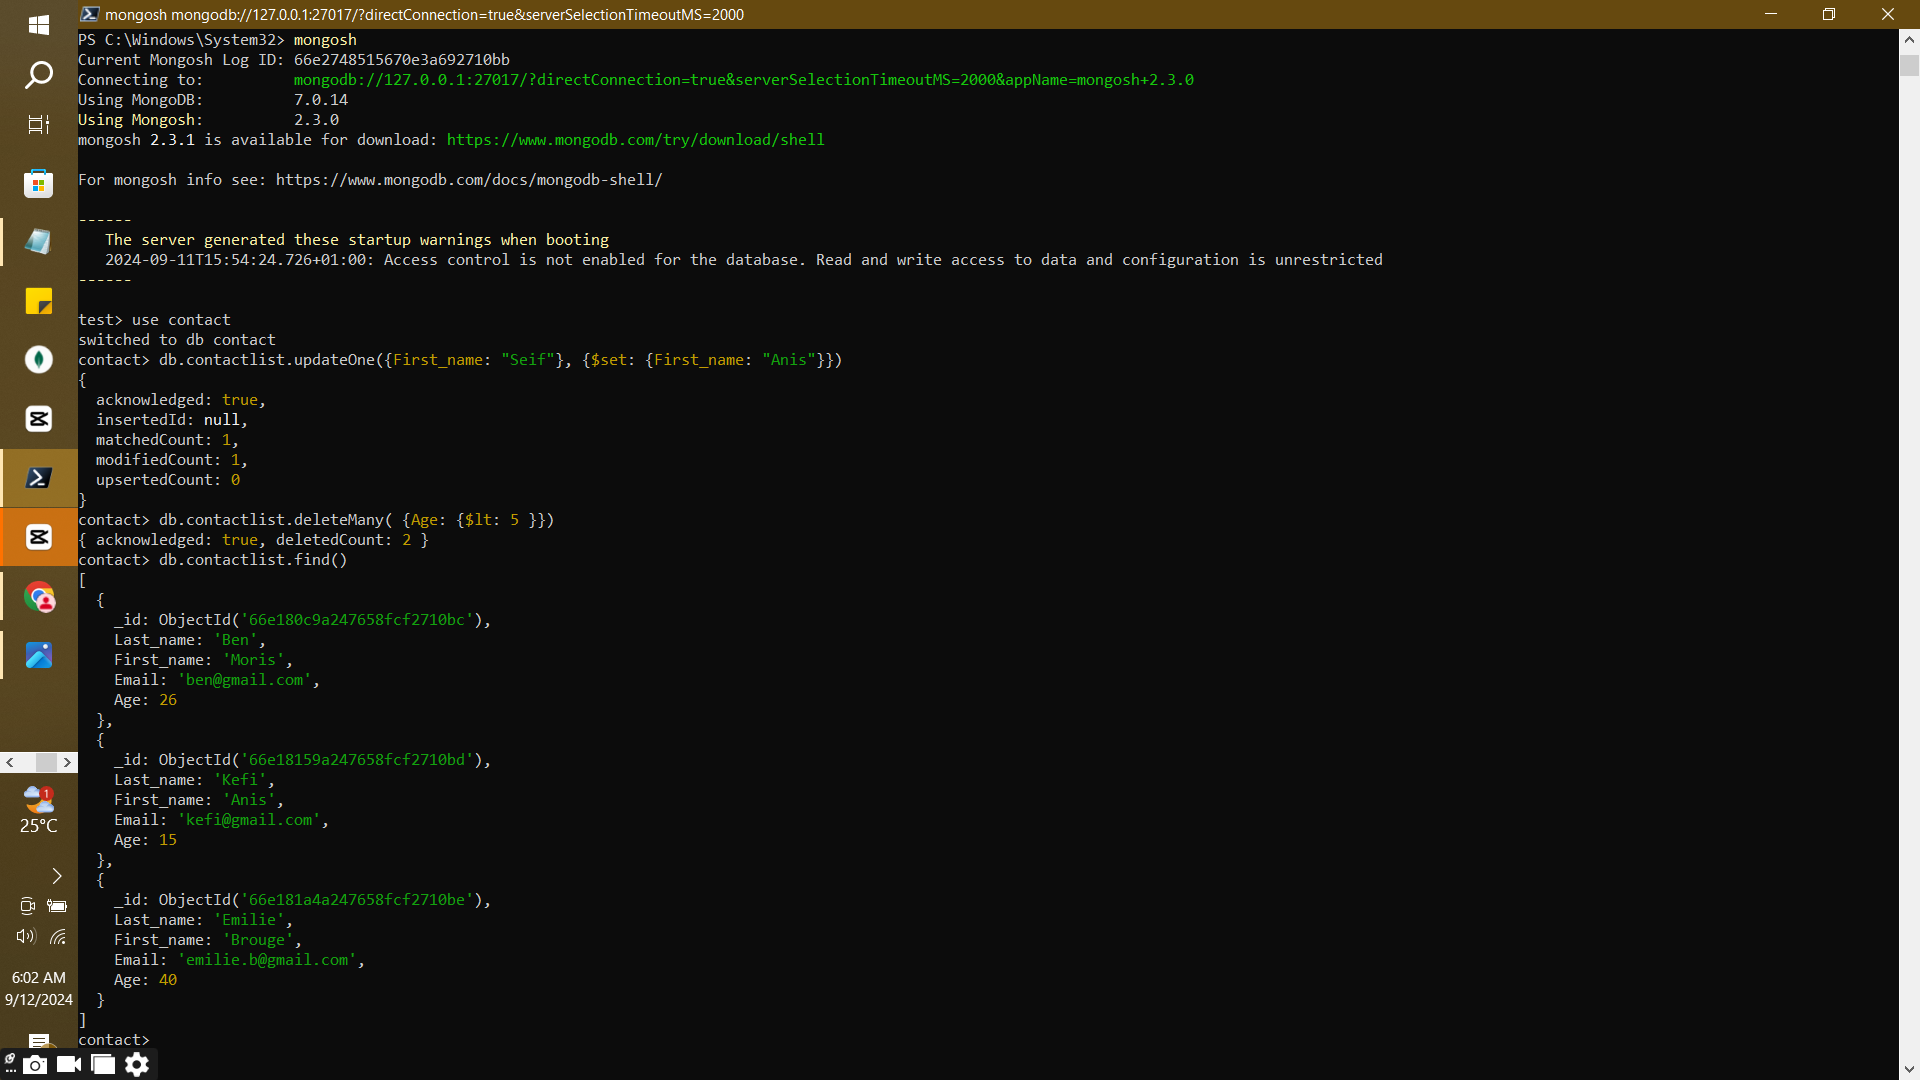 mongosh mongodb://127.0.0.1:27017/?directConnection=true&serverSelectionTimeoutMS=2000
PS C:\Windows\System32> mongosh
Current Mongosh Log ID: 66e2748515670e3a692710bb
Connecting to:          mongodb://127.0.0.1:27017/?directConnection=true&serverSelectionTimeoutMS=2000&appName=mongosh+2.3.0
Using MongoDB:          7.0.14
Using Mongosh:          2.3.0
mongosh 2.3.1 is available for download: https://www.mongodb.com/try/download/shell
For mongosh info see: https://www.mongodb.com/docs/mongodb-shell/
------
   The server generated these startup warnings when booting
   2024-09-11T15:54:24.726+01:00: Access control is not enabled for the database. Read and write access to data and configuration is unrestricted
------
test> use contact
switched to db contact
contact> db.contactlist.updateOne({First_name: "Seif"}, {$set: {First_name: "Anis"}})
{
  acknowledged: true,
  insertedId: null,
  matchedCount: 1,
  modifiedCount: 1,
  upsertedCount: 0
}
contact> db.contactlist.deleteMany( {Age: {$lt: 5 }})
{ acknowledged: true, deletedCount: 2 }
contact> db.contactlist.find()
[
  {
    _id: ObjectId('66e180c9a247658fcf2710bc'),
    Last_name: 'Ben',
    First_name: 'Moris',
    Email: 'ben@gmail.com',
    Age: 26
  },
  {
    _id: ObjectId('66e18159a247658fcf2710bd'),
    Last_name: 'Kefi',
    First_name: 'Anis',
    Email: 'kefi@gmail.com',
    Age: 15
  },
  {
    _id: ObjectId('66e181a4a247658fcf2710be'),
    Last_name: 'Emilie',
    First_name: 'Brouge',
    Email: 'emilie.b@gmail.com',
    Age: 40
  }
]
contact>
1
25°C
6:02 AM
9/12/2024